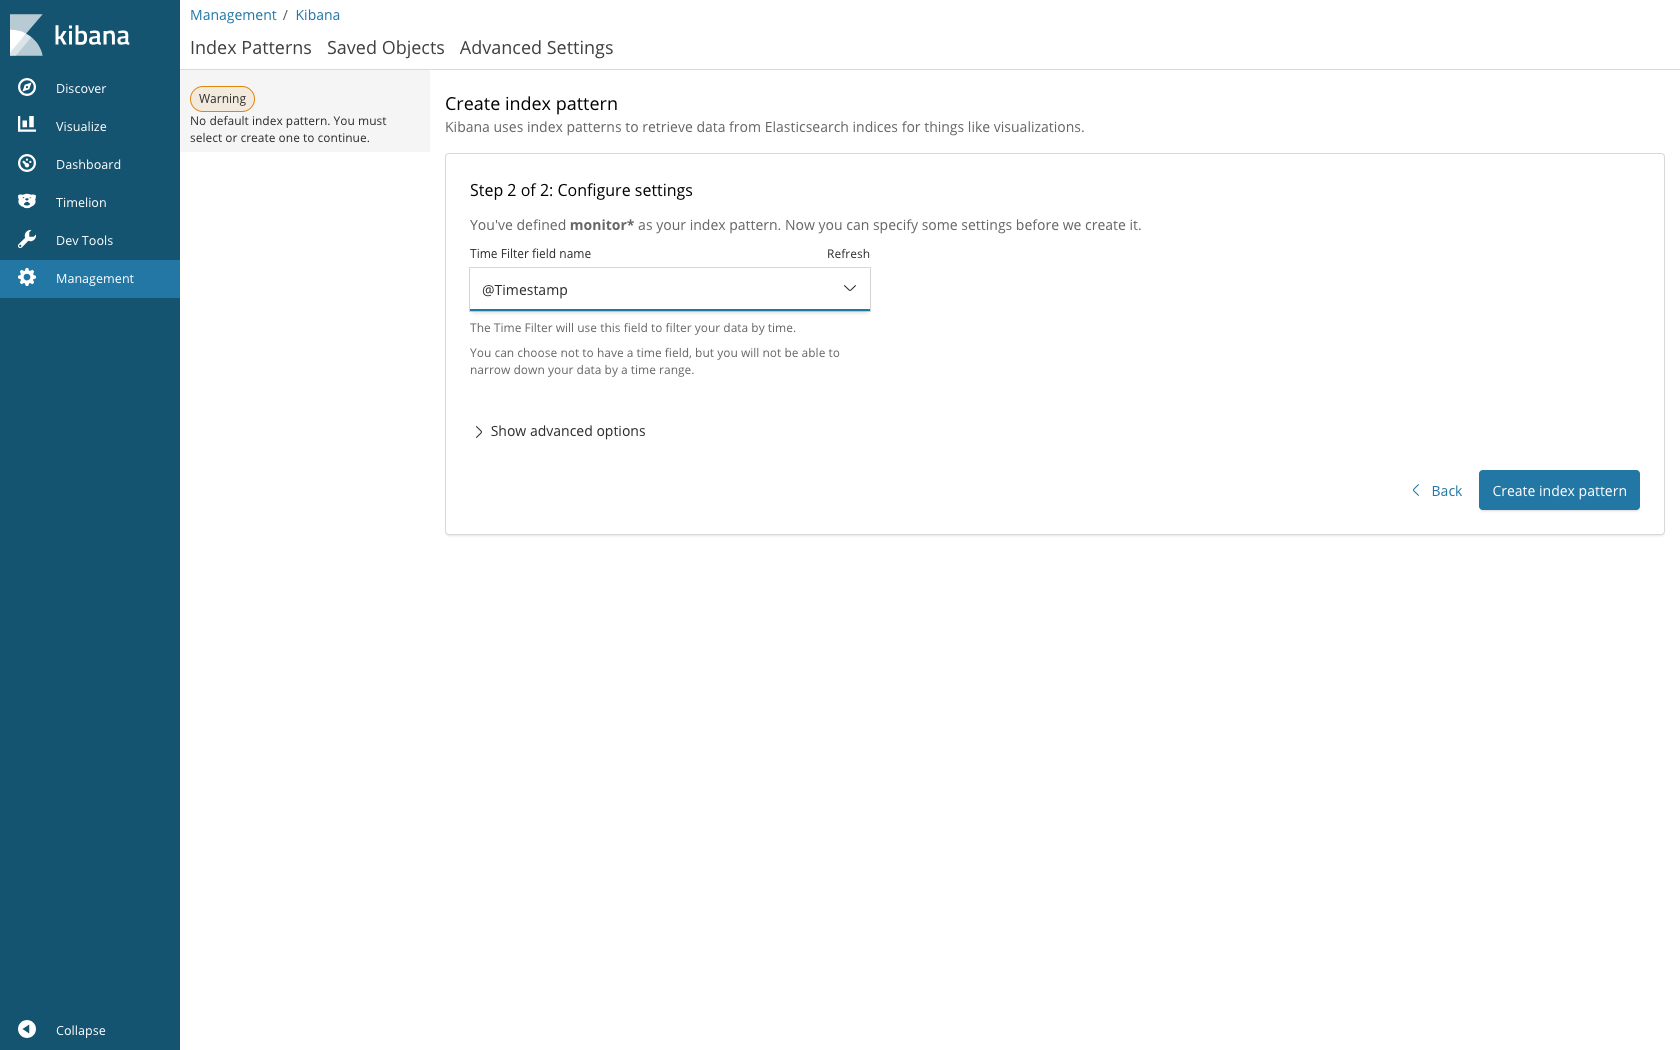 Management / Kibana
kibana
Index Patterns Saved Objects Advanced Settings
Discover
Visualize
Dashboard
Timelion
Dev Tools
Management
Collapse
Warning
No default index pattern. You must
select or create one to continue.
Create index pattern
Kibana uses index patterns to retrieve data from Elasticsearch indices for things like visualizations.
Step 2 of 2: Configure settings
You've defined monitor* as your index pattern. Now you can specify some settings before we create it.
Time Filter field name Refresh
@Timestamp
The Time Filter will use this field to filter your data by time.
You can choose not to have a time field, but you will not be able to
narrow down your data by a time range.
Show advanced options
Back Create index pattern